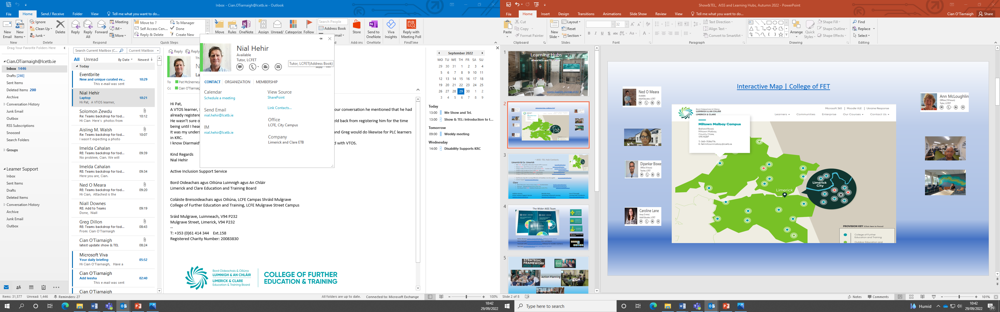 Inbox - Cian.OTiarnaigh@lcetb.ie - Outlook
File
Home
Send / Receive
Folder
View
Tell me what you want to do...
New Email
New Items
New
Ignore
Clean Up
Junk
Delete
Delete
Reply
Reply All
Forward
Meeting
IM
More
Respond
Move to: ?
Self Access Cen...
Reply & Delete
To Manager
Done
Create New
Quick Steps
Move
Rules
OneNote
Assign
Unread/
Categorize
Follow
Search People
Address Book
Store
Add-ins
Send to OneNote
OneNote
Viva Insights
Reply with Meeting Poll
FindTime
Drag Your Favorite Folders Here
Cian.OTiarnaigh@lcetb.ie
Inbox 1446
Drafts [246]
Sent Items
Deleted Items 200
Archive
Conversation History
Junk Email
Outbox
RSS Subscriptions
Snoozed
Search Folders
Groups
Learner Support
Inbox
Sent Items
Drafts
Deleted Items
Conversation History
Archive
Junk Email
Outbox
Search Current Mailbox (C...
Current Mailbox
All Unread
By Date
Newest
Today
Eventbrite
New and unique curated ev... 10:29
This e-mail was sent
Nial Hehir
Laptop 10:21
Hi Pat, A VTOS learner,
Solomon Zewdu
Re: Teams backdrop for tod... 10:12
Hi Cian Here's photos from
Aisling M. Walsh
Re: Teams backdrop for tod... 10:07
I wasn't expecting a photo
Imelda Cahalan
RE: Teams backdrop for tod... 09:39
No problem, Cian. We will
Imelda Cahalan
RE: Teams backdrop for tod... 09:34
Here you are, Cian.
Ned O Meara
Re: Teams backdrop for tod... 09:20
Hi Cian, Attached is the
Niall Downes
RE: Add to Teams 09:19
Done, Niall
Greg Dillon
RE: Teams backdrop for tod... 08:43
From: Cian O'Tiarnaigh
Cian O'Tiarnaigh
latest update show & TEL 08:24
Microsoft Viva
Your daily briefing 05:52
Hi Cian O'Tiarnaigh, Have a
Cian O'Tiarnaigh
Add Ieesha 02:40
This e-mail was sent
Cian O'Tiarnaigh
Reply
Reply
To Pat McInerney
Cc Cian O'Tiarnaigh
Nial Hehir
Available
Tutor, LCFET
Tutor, LCFET(Address Book)
Add
CONTACT
ORGANIZATION
MEMBERSHIP
Calendar
Schedule a meeting
Send Email
nial.hehir@lcetb.ie
IM
nial.hehir@lcetb.ie
View Source
SharePoint
Link Contacts...
Office
LCFE, City Campus
Company
Limerick and Clare ETB
Hi Pat,
A VTOS learner, our conversation he mentioned that he had
already registere
He wasn't sure o eld back from registering him for the time
being until I hear
It was my unders and Greg would do likewise for PLC learners
in KRC.
I know Diarmaid' d with VTOS.
Kind Regards
Nial Hehir
Active Inclusion Support Service
Bord Oideachais agus Oiliúna Luimnigh agus An Chláir
Limerick and Clare Education and Training Board
Coláiste Breisoideachais agus Oiliúna, LCFE Campas Shráid Mulgrave
College of Further Education and Training, LCFE Mulgrave Street Campus
Sráid Mulgrave, Luimneach, V94 P232
Mulgrave Street, Limerick, V94 P232
--
T: +353 (0)61 414 344 Ext.158
Registered Charity Number: 20083830
Bord Oideachais & Oiliúna
LUIMNIGH & AN CHLÁIR
LIMERICK & CLARE
Education & Training Board
COLLEGE OF FURTHER
EDUCATION & TRAINING
September 2022
MO TU WE TH FR SA SU
29 30 31 1 2 3 4
5 6 7 8 9 10 11
12 13 14 15 16 17 18
19 20 21 22 23 24 25
26 27 28 29 30 1 2
3 4 5 6 7 8 9
Today
13:00 Me Show and TeL
13:00 Show & TEL: Introduction to t...
Tomorrow
09:00 Weekly meeting
Wednesday
14:00 Disability Supports KRC
Items: 31,577 Unread: 1,446 Reminders: 27
All folders are up to date. Connected to: Microsoft Exchange
100%
10:42
29/09/2022
Show&TEL, AISS and Learning Hubs, Autumn 2022 - PowerPoint
File
Home
Insert
Design
Transitions
Animations
Slide Show
Review
View
Tell me what you want to do...
Cian O'Tiarnaigh
Share
Paste
Cut
Copy
Format Painter
Clipboard
New Slide
Layout
Reset
Section
Slides
32
Font
Text Direction
Align Text
Convert to SmartArt
Paragraph
Arrange
Quick Styles
Shape Fill
Shape Outline
Shape Effects
Drawing
Find
Replace
Select
Editing
1
Learning Hubs
Where AISS and TEL Collide
2
3
AISS -TEL Hub Contacts
Limerick & Co. Limerick
Clare
4
The Wider AISS Team
5
STRATEGIC FRAMEWORK 2022-2025
Action Planning
Interactive Map | College of FET
Ned O Meara
Available
Adult Educator, LCFET
Dipankar Biswas
Offline (18 hours)
Teacher, LCFET
Caroline Lane
Away (5 mins)
Adult Educator, LCFET
Ann McLoughlin
Offline (19 hours)
Tutor, LCFET
Bord Oideachais & Oiliúna
LUIMNIGH & AN CHLÁIR
LIMERICK & CLARE
Microsoft 365 | Moodle VLE | Ukraine Response
Learners Communities Enterprise Our Courses Contact Us
Miltown Malbay Campus
Ballard Road,
Miltown Malbay,
County Clare,
V95 R2EP
T: 065-7084774
E: fetmiltownmalbay@lcetb.ie
Limerick City
Limerick
PROVISION KEY (Click Item to Focus)
College of Further
Education and Training
Outdoor Education and
Slide 2 of 8
Notes
Comments
101%
Type here to search
Humid
10:42
29/09/2022
20